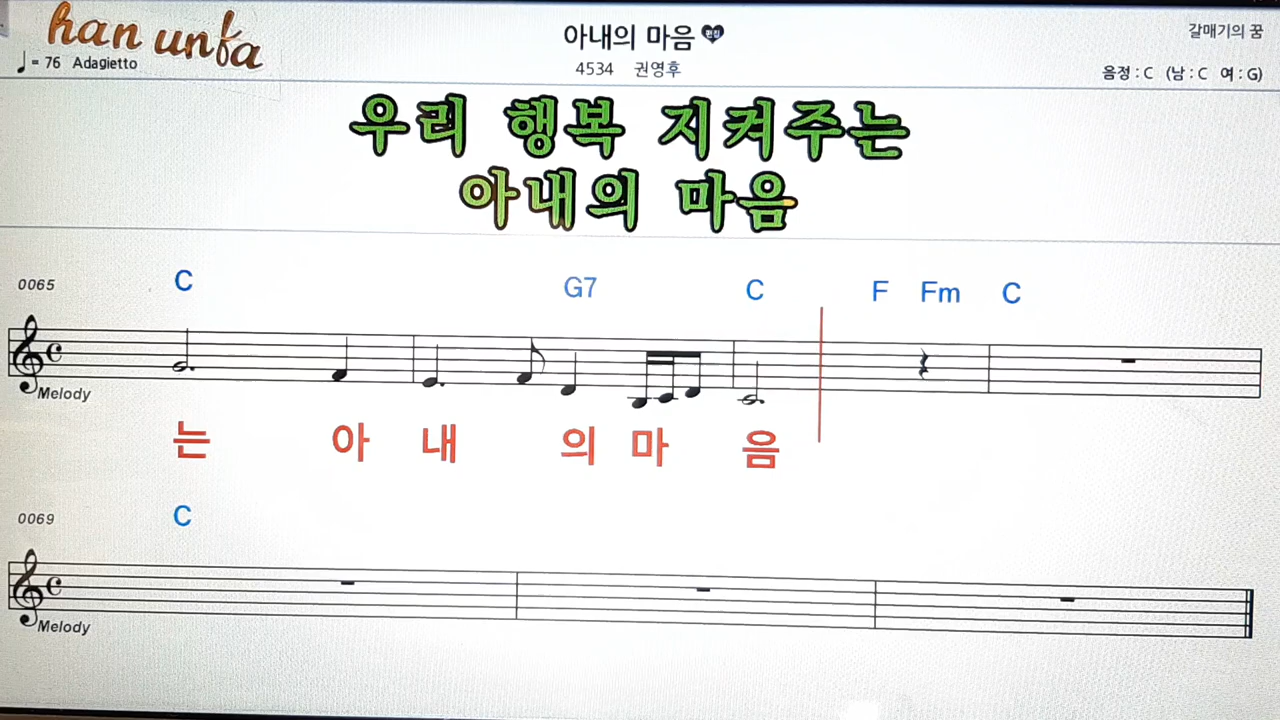 han unfa
아내의 마음 편집
갈매기의 꿈
= 76 Adagietto
4534 권영후
음정 : C (남 : C 여 : G)
우리 행복 지켜주는
아내의 마음
0065 C G7 C F Fm C
Melody
는 아 내 의 마 음
0069 C
Melody